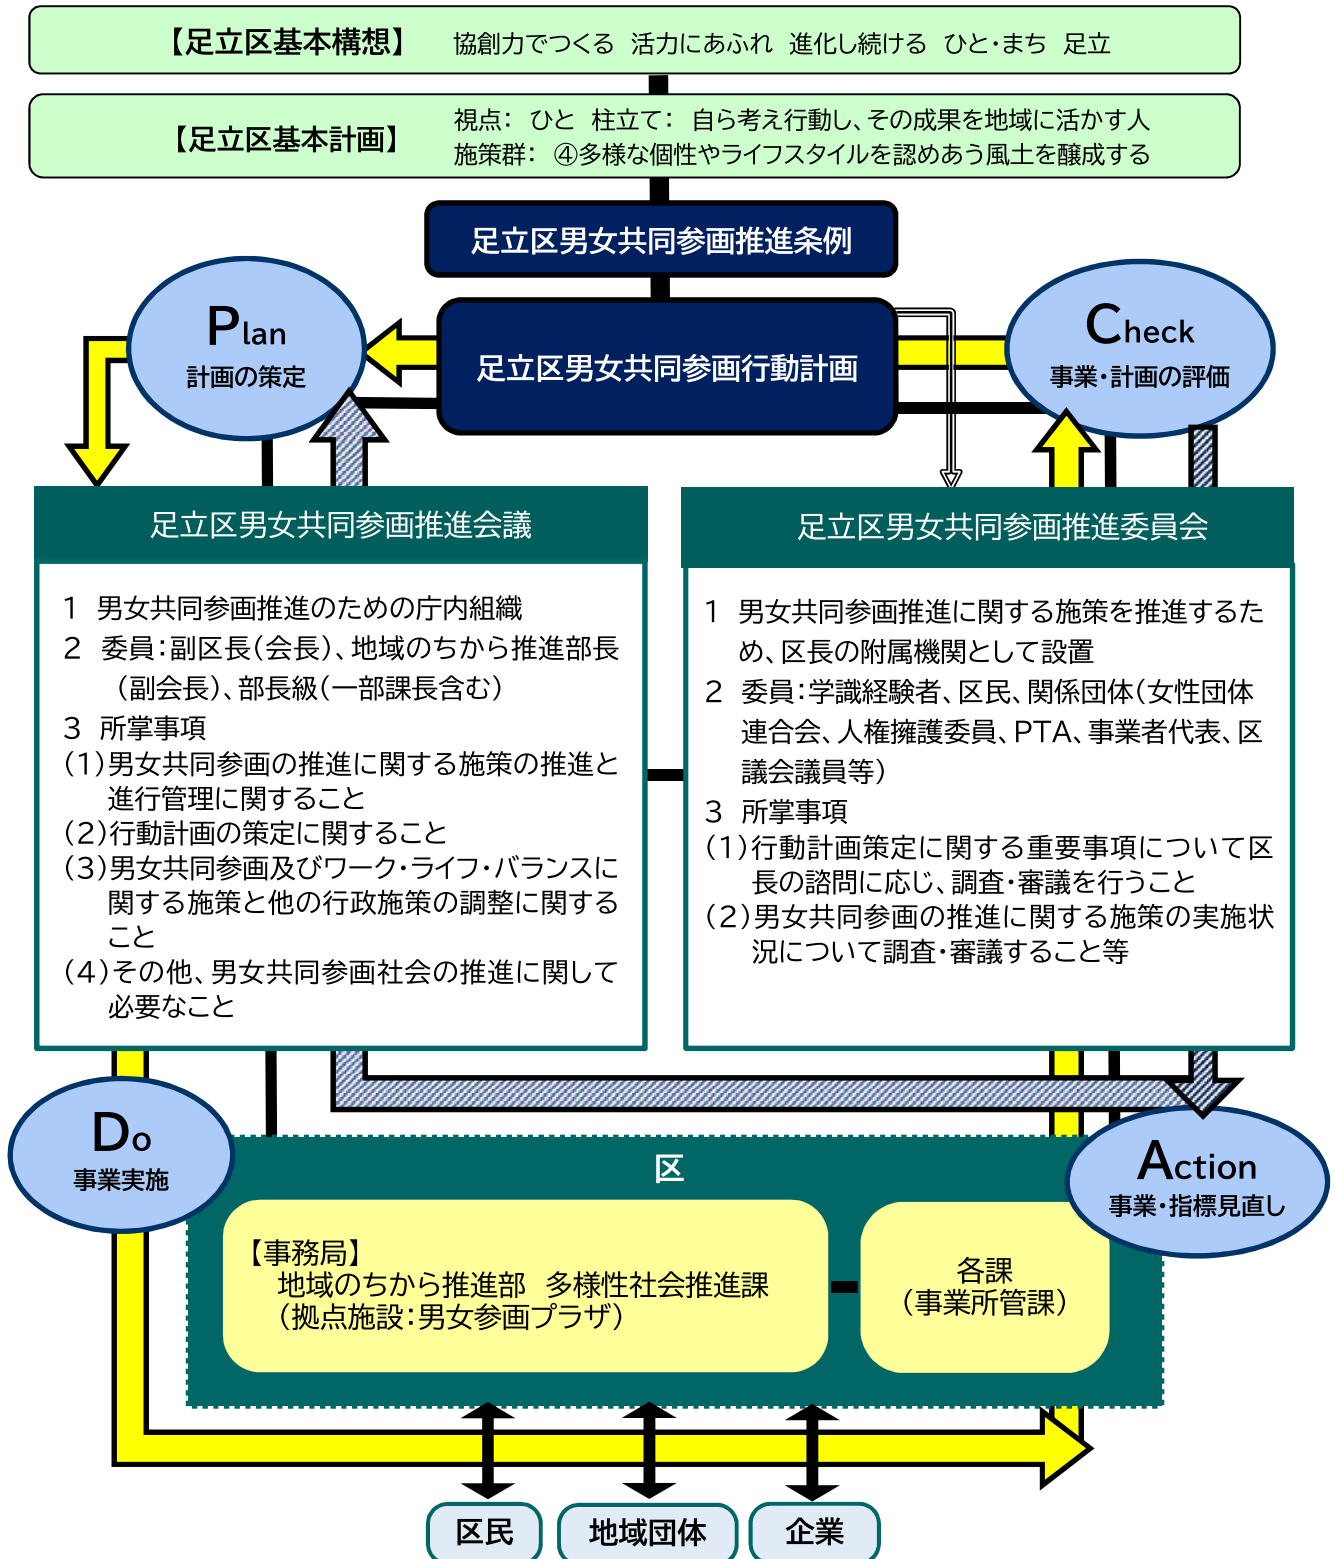 【足立区基本構想】 協創力でつくる 活力にあふれ 進化し続ける ひと・まち 足立
【足立区基本計画】
視点： ひと 柱立て： 自ら考え行動し、その成果を地域に活かす人
施策群： ④多様な個性やライフスタイルを認めあう風土を醸成する
足立区男女共同参画推進条例
Plan
計画の策定
足立区男女共同参画行動計画
Check
事業・計画の評価
足立区男女共同参画推進会議
1 男女共同参画推進のための庁内組織
2 委員：副区長（会長）、地域のちから推進部長
（副会長）、部長級（一部課長含む）
3 所掌事項
（1）男女共同参画の推進に関する施策の推進と
進行管理に関すること
（2）行動計画の策定に関すること
（3）男女共同参画及びワーク・ライフ・バランスに
関する施策と他の行政施策の調整に関する
こと
（4）その他、男女共同参画社会の推進に関して
必要なこと
足立区男女共同参画推進委員会
1 男女共同参画推進に関する施策を推進するた
め、区長の附属機関として設置
2 委員：学識経験者、区民、関係団体（女性団体
連合会、人権擁護委員、PTA、事業者代表、区
議会議員等）
3 所掌事項
（1）行動計画策定に関する重要事項について区
長の諮問に応じ、調査・審議を行うこと
（2）男女共同参画の推進に関する施策の実施状
況について調査・審議すること等
Do
事業実施
Action
事業・指標見直し
区
【事務局】
地域のちから推進部 多様性社会推進課
（拠点施設：男女参画プラザ）
各課
（事業所管課）
区民
地域団体
企業